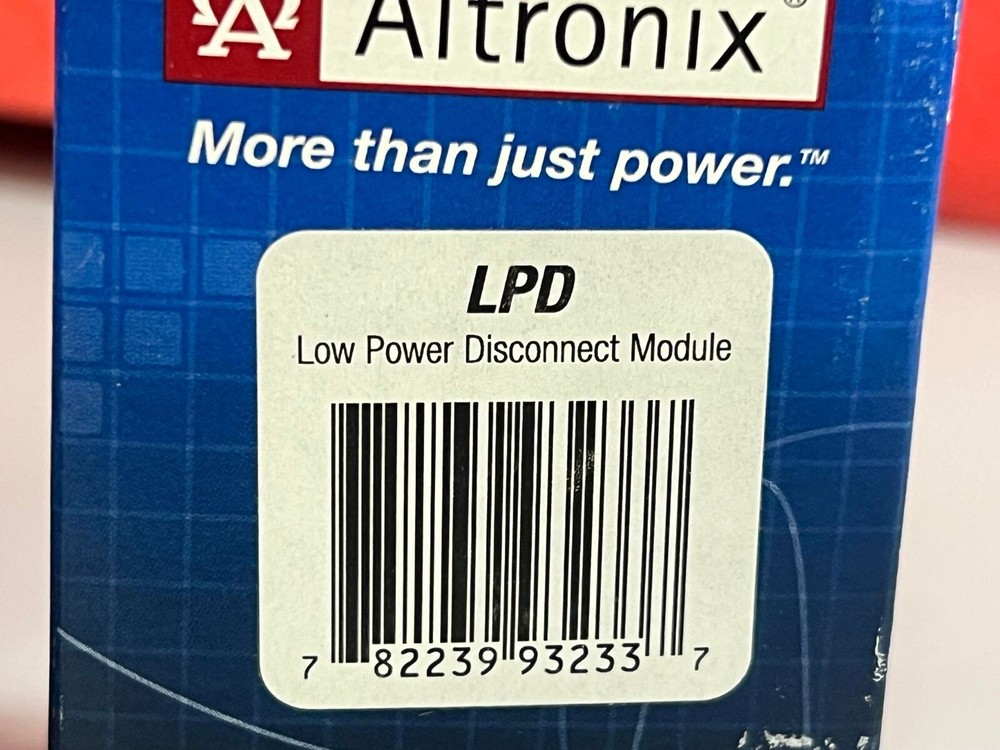 Altronix®
More than just power.™
LPD
Low Power Disconnect Module
7 82239 93233 7